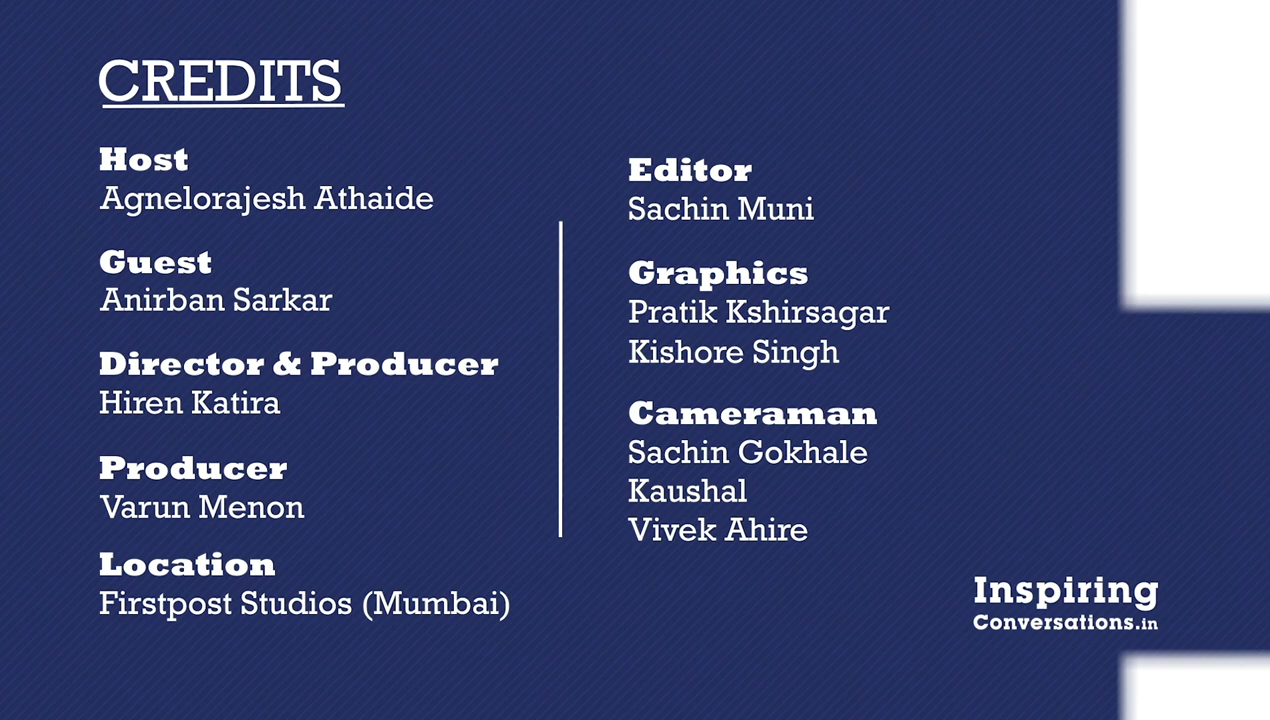 CREDITS
Host
Agnelorajesh Athaide
Guest
Anirban Sarkar
Director & Producer
Hiren Katira
Producer
Varun Menon
Location
Firstpost Studios (Mumbai)
Editor
Sachin Muni
Graphics
Pratik Kshirsagar
Kishore Singh
Cameraman
Sachin Gokhale
Kaushal
Vivek Ahire
Inspiring
Conversations.in